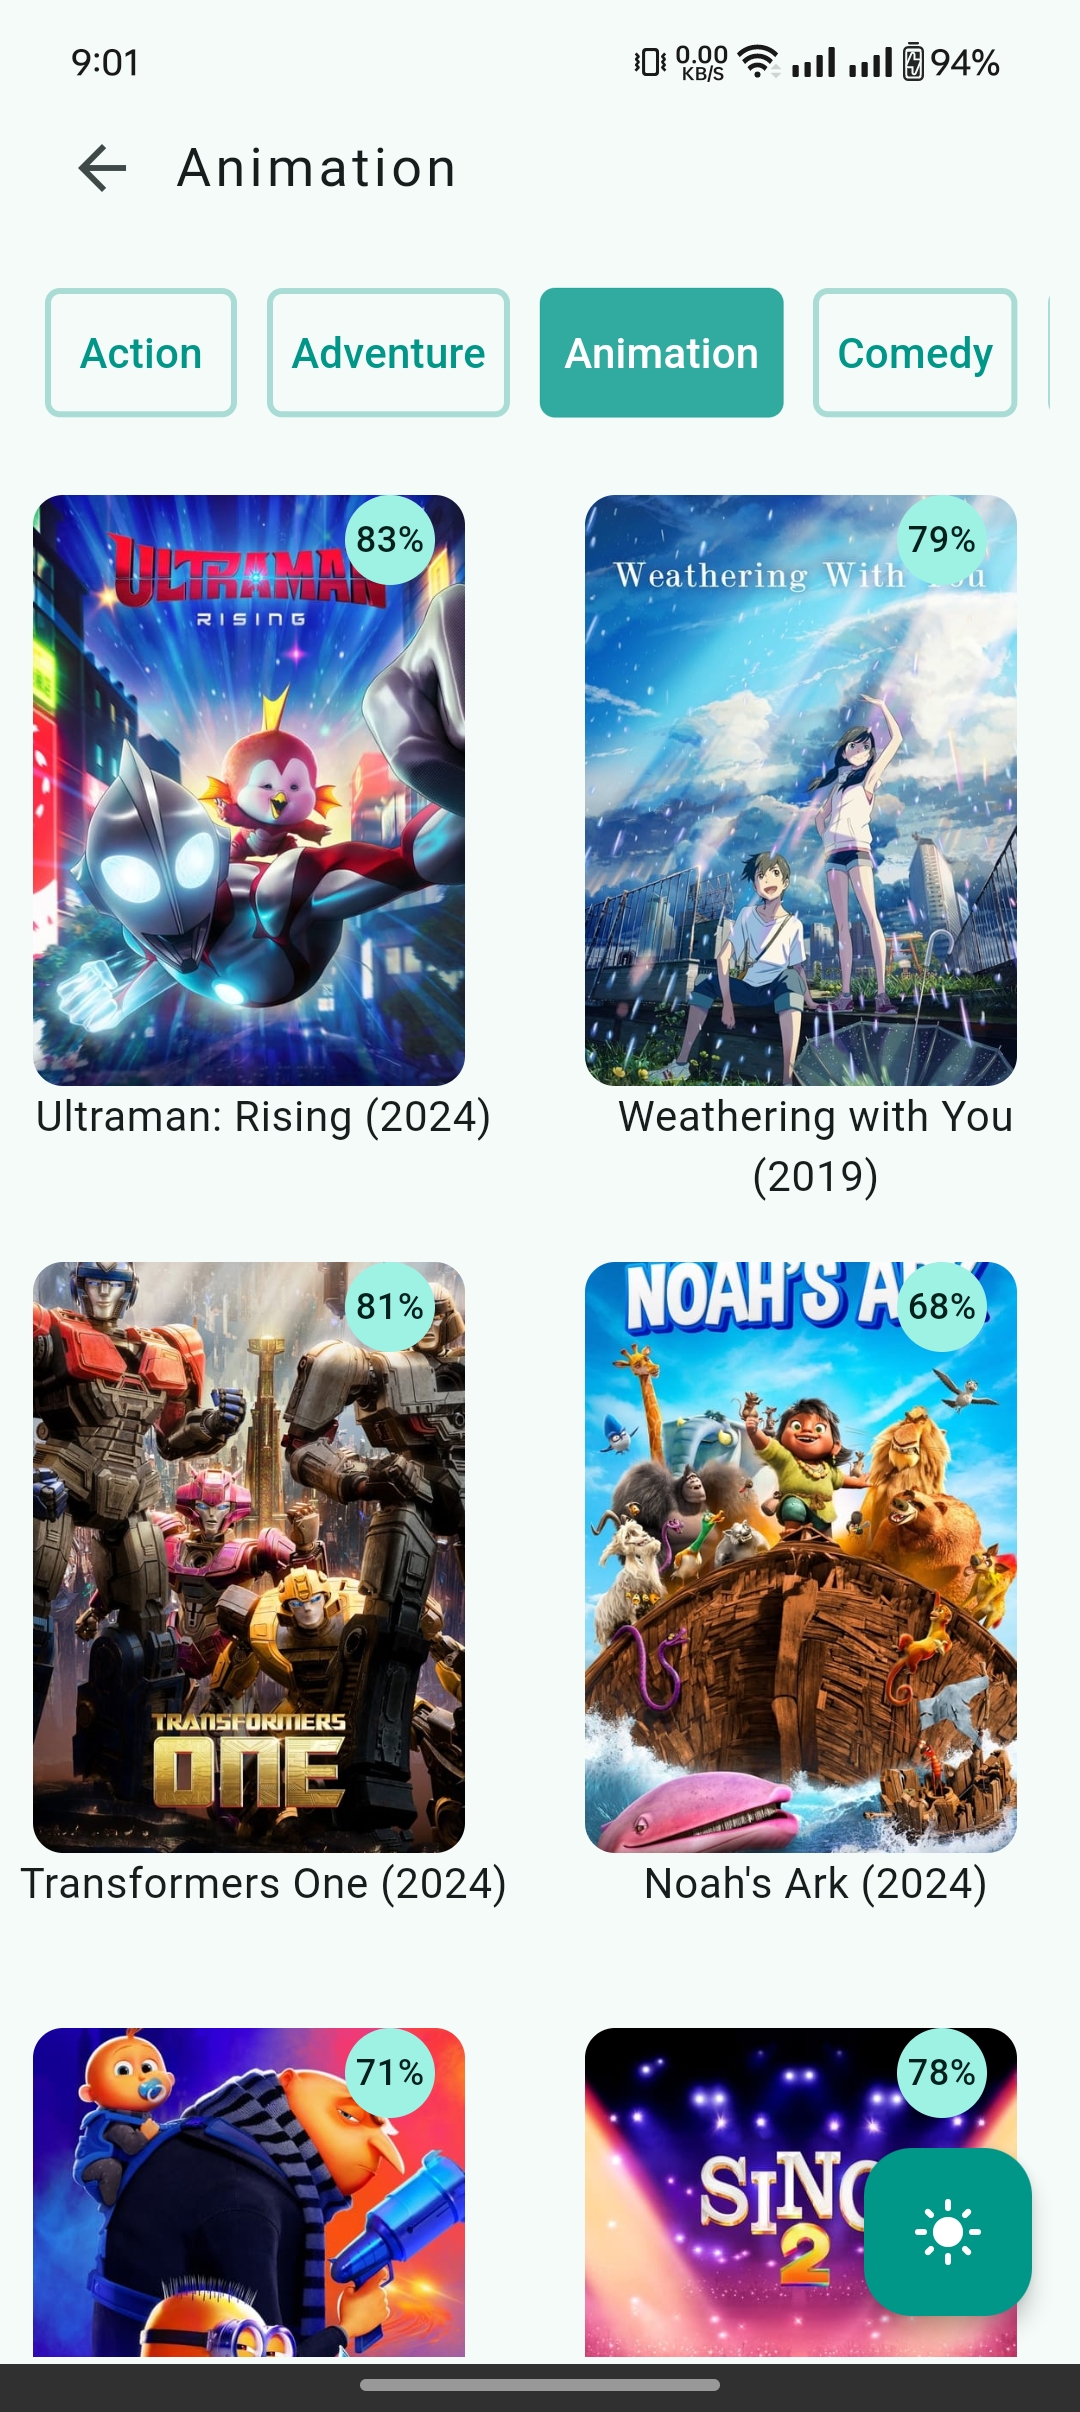 9:01
0.00
KB/S
94%
Animation
Action
Adventure
Animation
Comedy
83%
ULTRAMAN
RISING
79%
Weathering With
Ultraman: Rising (2024)
Weathering with You
(2019)
81%
TRANSFORMERS
ONE
68%
NOAH'S
Transformers One (2024)
Noah's Ark (2024)
71%
78%
SING
2